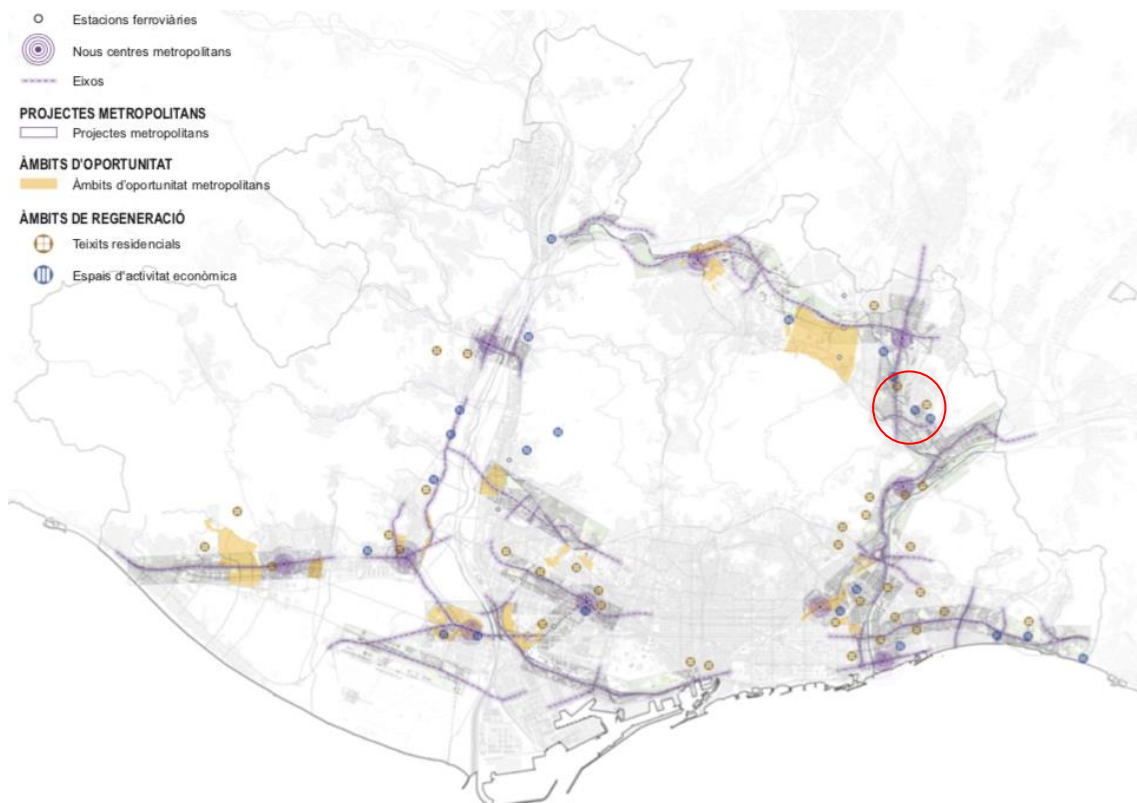 Estacions ferroviàries
Nous centres metropolitans
Eixos
PROJECTES METROPOLITANS
Projectes metropolitans
ÀMBITS D'OPORTUNITAT
Àmbits d'oportunitat metropolitans
ÀMBITS DE REGENERACIÓ
Teixits residencials
Espais d'activitat econòmica